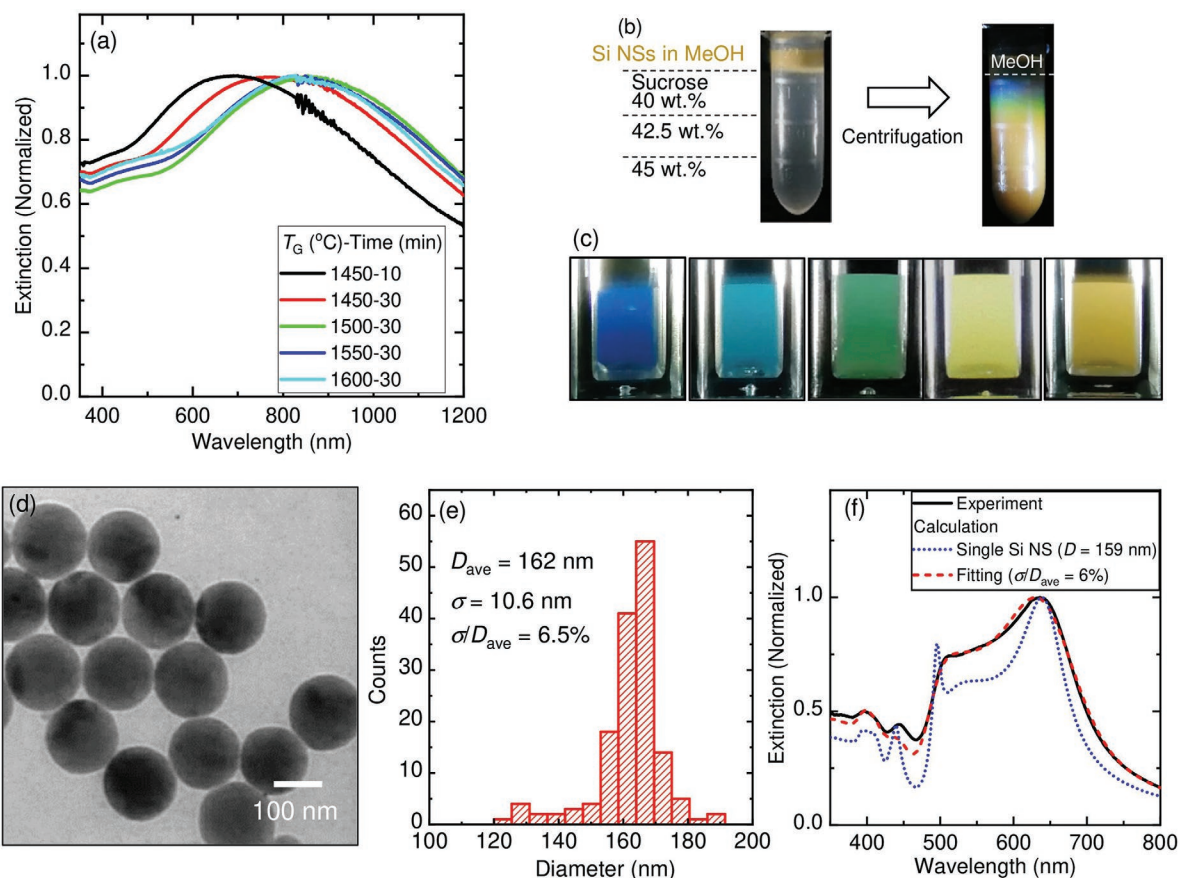 (a)
Extinction (Normalized)
1.0
0.8
0.6
0.4
0.2
0.0
T_G (°C)-Time (min)
1450-10
1450-30
1500-30
1550-30
1600-30
400 600 800 1000 1200
Wavelength (nm)
(b)
Si NSs in MeOH
Sucrose
40 wt.%
42.5 wt.%
45 wt.%
Centrifugation
MeOH
(c)
(d)
100 nm
(e)
Counts
60
50
40
30
20
10
0
D_ave = 162 nm
σ = 10.6 nm
σ/D_ave = 6.5%
100 120 140 160 180 200
Diameter (nm)
(f)
Extinction (Normalized)
1.0
0.5
0.0
Experiment
Calculation
Single Si NS (D = 159 nm)
Fitting (σ/D_ave = 6%)
400 500 600 700 800
Wavelength (nm)